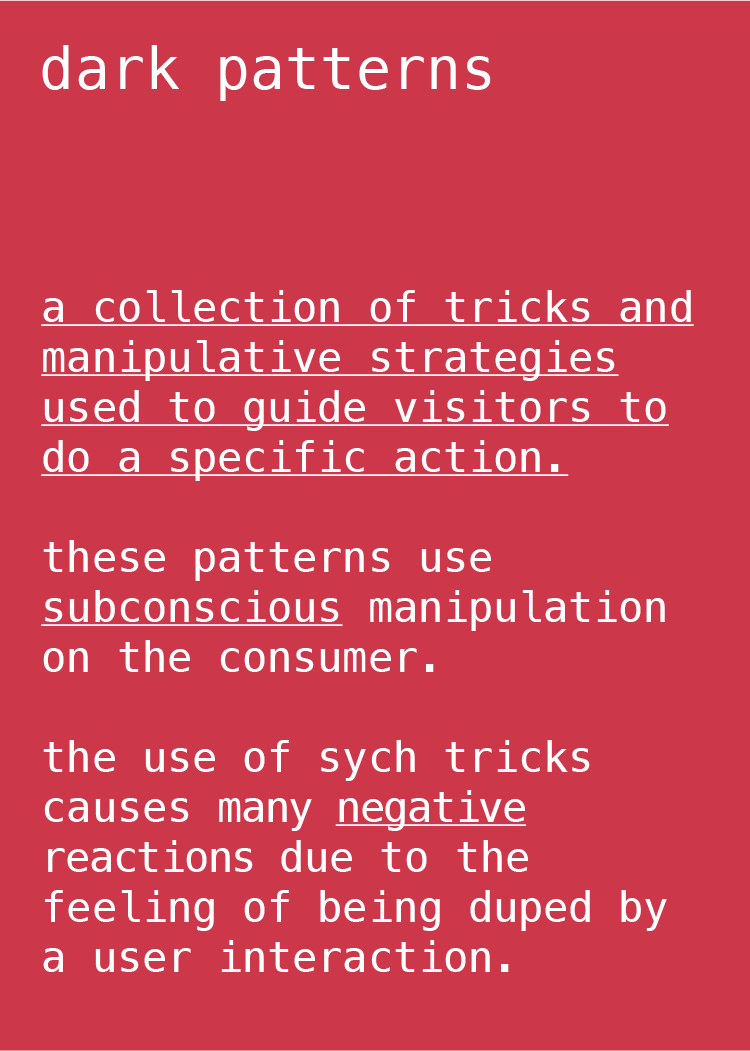 dark patterns
a collection of tricks and
manipulative strategies
used to guide visitors to
do a specific action.
these patterns use
subconscious manipulation
on the consumer.
the use of sych tricks
causes many negative
reactions due to the
feeling of being duped by
a user interaction.